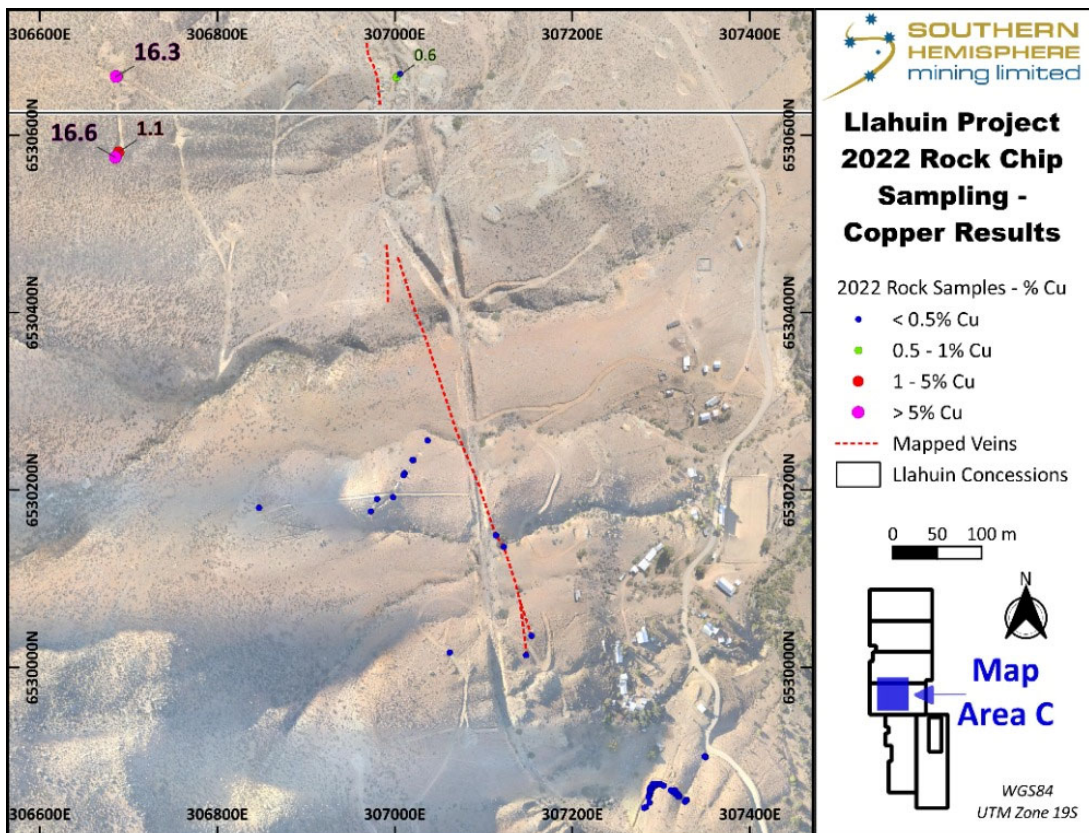 306600E 306800E 307000E 307200E 307400E
16.3
0.6
16.6 1.1
6530600N 6530600N
6530400N 6530400N
6530200N 6530200N
6530000N 6530000N
306600E 306800E 307000E 307200E 307400E
SOUTHERN
HEMISPHERE
mining limited
Llahuin Project
2022 Rock Chip
Sampling -
Copper Results
2022 Rock Samples - % Cu
< 0.5% Cu
0.5 - 1% Cu
1 - 5% Cu
> 5% Cu
Mapped Veins
Llahuin Concessions
0 50 100 m
N
Map
Area C
WGS84
UTM Zone 19S